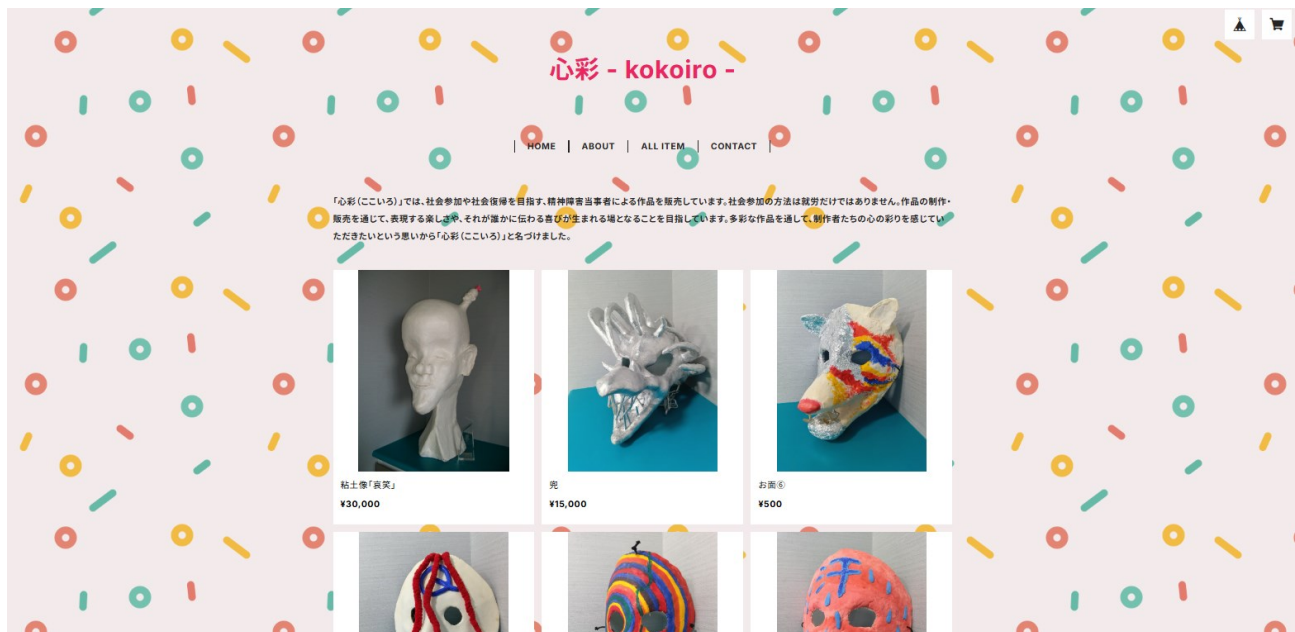 心彩 - kokoiro -
HOME
ABOUT
ALL ITEM
CONTACT
「心彩(ここいろ)」では、社会参加や社会復帰を目指す、精神障害当事者による作品を販売しています。社会参加の方法は就労だけではありません。作品の制作・
販売を通じて、表現する楽しさや、それが誰かに伝わる喜びが生まれる場となることを目指しています。多彩な作品を通して、制作者たちの心の彩りを感じてい
ただきたいという思いから「心彩(ここいろ)」と名づけました。
粘土像「哀笑」
¥30,000
兜
¥15,000
お面⑥
¥500